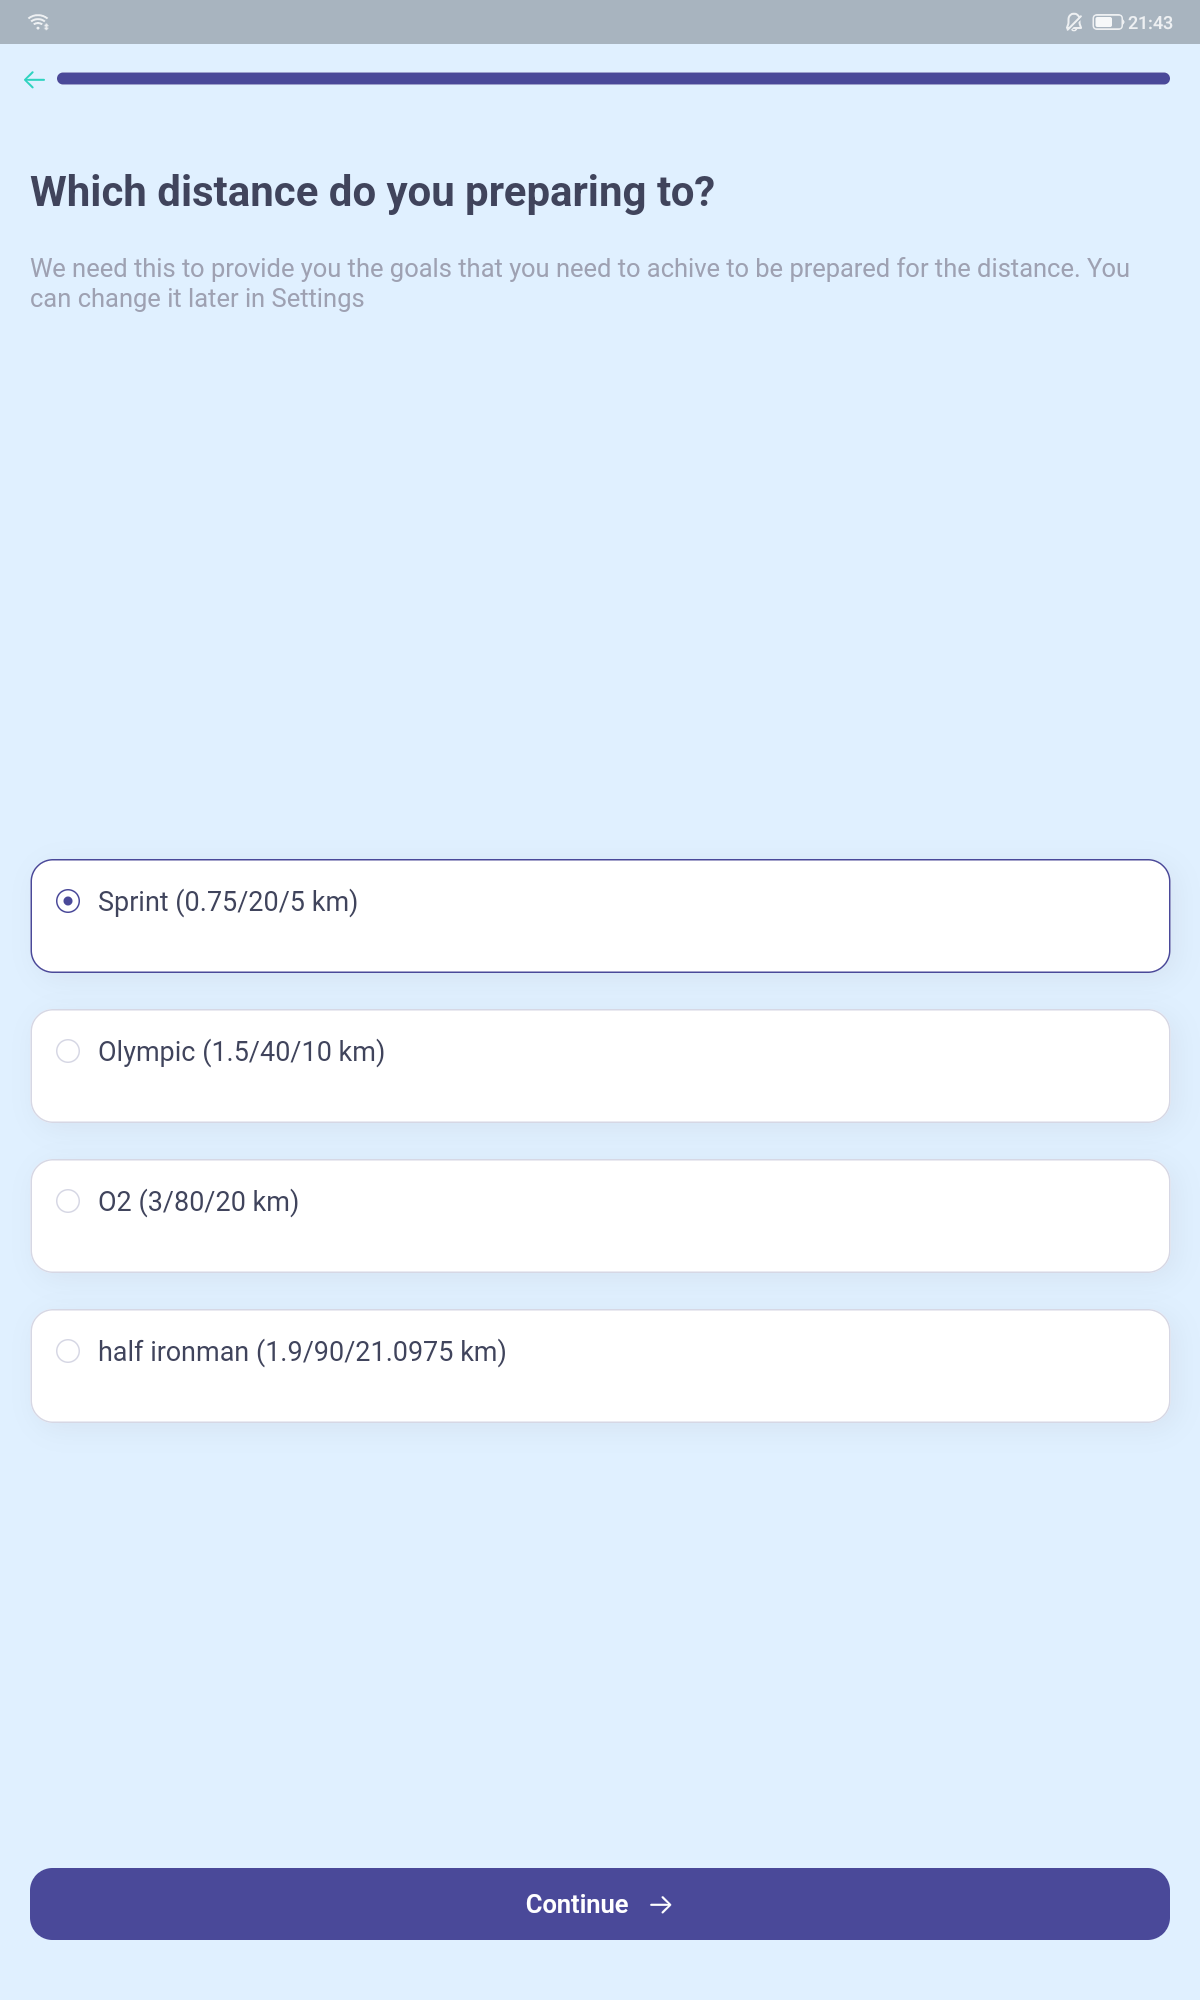 21:43
Which distance do you preparing to?
We need this to provide you the goals that you need to achive to be prepared for the distance. You
can change it later in Settings
Sprint (0.75/20/5 km)
Olympic (1.5/40/10 km)
O2 (3/80/20 km)
half ironman (1.9/90/21.0975 km)
Continue